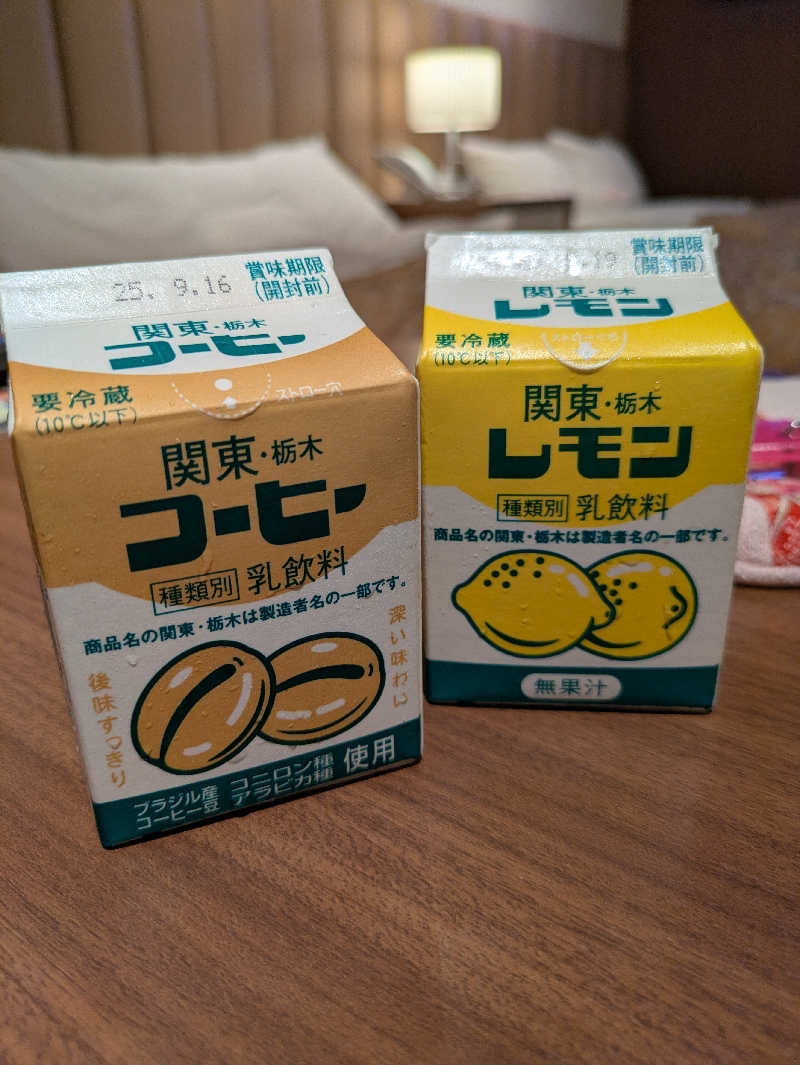 25. 9.16
賞味期限
(開封前)
関東・栃木
コーヒー
要冷蔵
(10℃以下)
ストロー穴
関東・栃木
コーヒー
種類別 乳飲料
商品名の関東・栃木は製造者名の一部です。
深い味わい
後味すっきり
ブラジル産
コーヒー豆
コニロン種
アラビカ種
使用
19
賞味期限
(開封前)
関東・栃木
レモン
要冷蔵
(10℃以下)
ストロー穴
関東・栃木
レモン
種類別 乳飲料
商品名の関東・栃木は製造者名の一部です。
無果汁